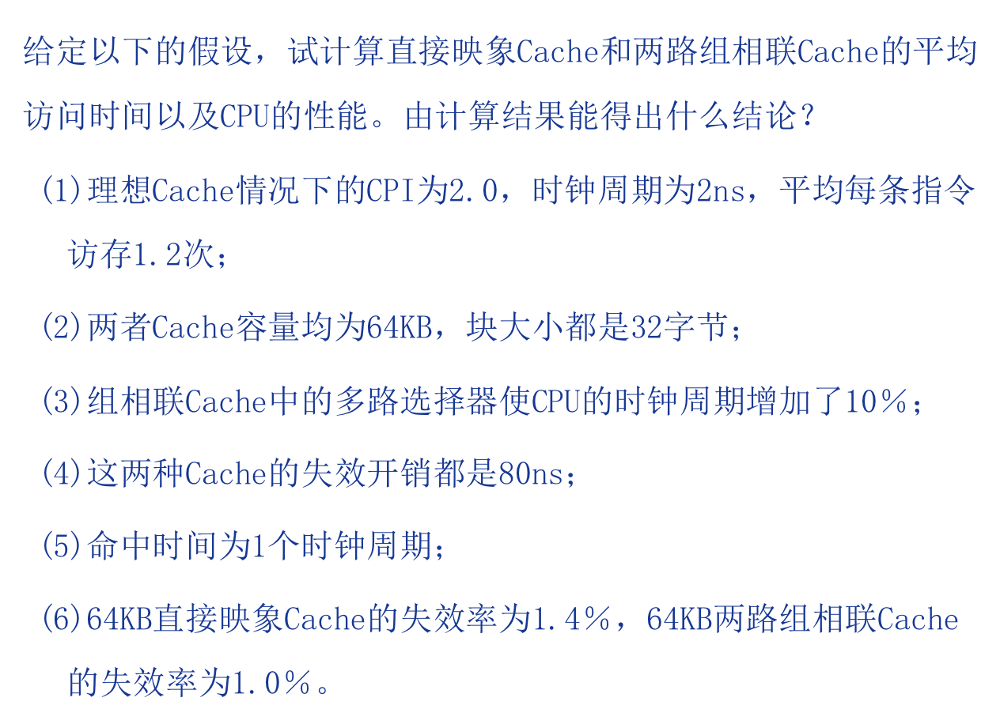 给定以下的假设，试计算直接映象Cache和两路组相联Cache的平均
访问时间以及CPU的性能。由计算结果能得出什么结论？
(1)理想Cache情况下的CPI为2.0，时钟周期为2ns，平均每条指令
访存1.2次；
(2)两者Cache容量均为64KB，块大小都是32字节；
(3)组相联Cache中的多路选择器使CPU的时钟周期增加了10％；
(4)这两种Cache的失效开销都是80ns；
(5)命中时间为1个时钟周期；
(6)64KB直接映象Cache的失效率为1.4％，64KB两路组相联Cache
的失效率为1.0％。